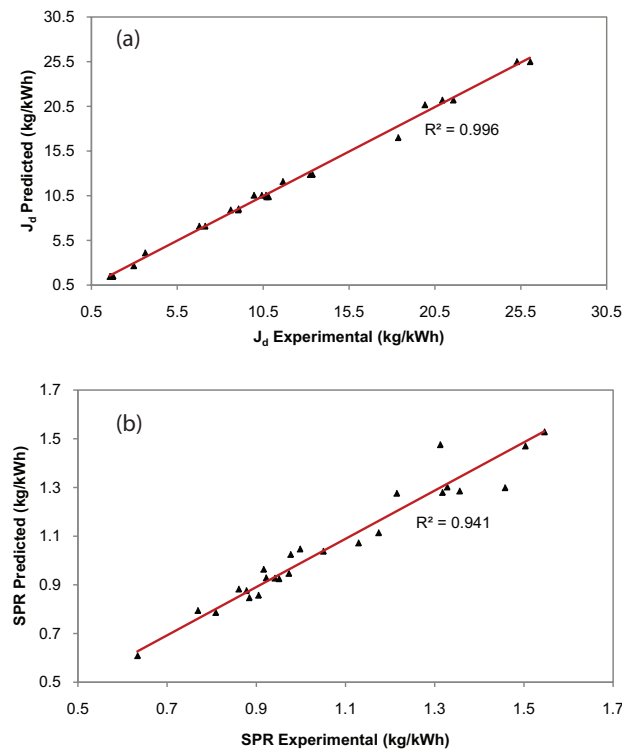 (a)
30.5
25.5
20.5
15.5
10.5
5.5
0.5
J_d Predicted (kg/kWh)
R² = 0.996
0.5 5.5 10.5 15.5 20.5 25.5 30.5
J_d Experimental (kg/kWh)
(b)
1.7
1.5
1.3
1.1
0.9
0.7
0.5
SPR Predicted (kg/kWh)
R² = 0.941
0.5 0.7 0.9 1.1 1.3 1.5 1.7
SPR Experimental (kg/kWh)